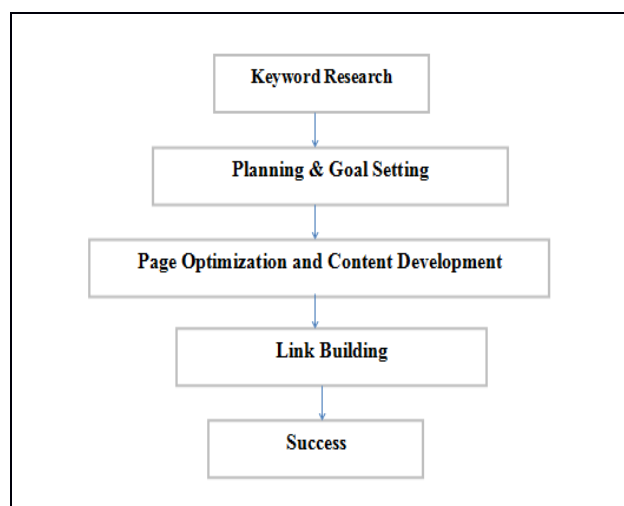 Keyword Research
Planning & Goal Setting
Page Optimization and Content Development
Link Building
Success